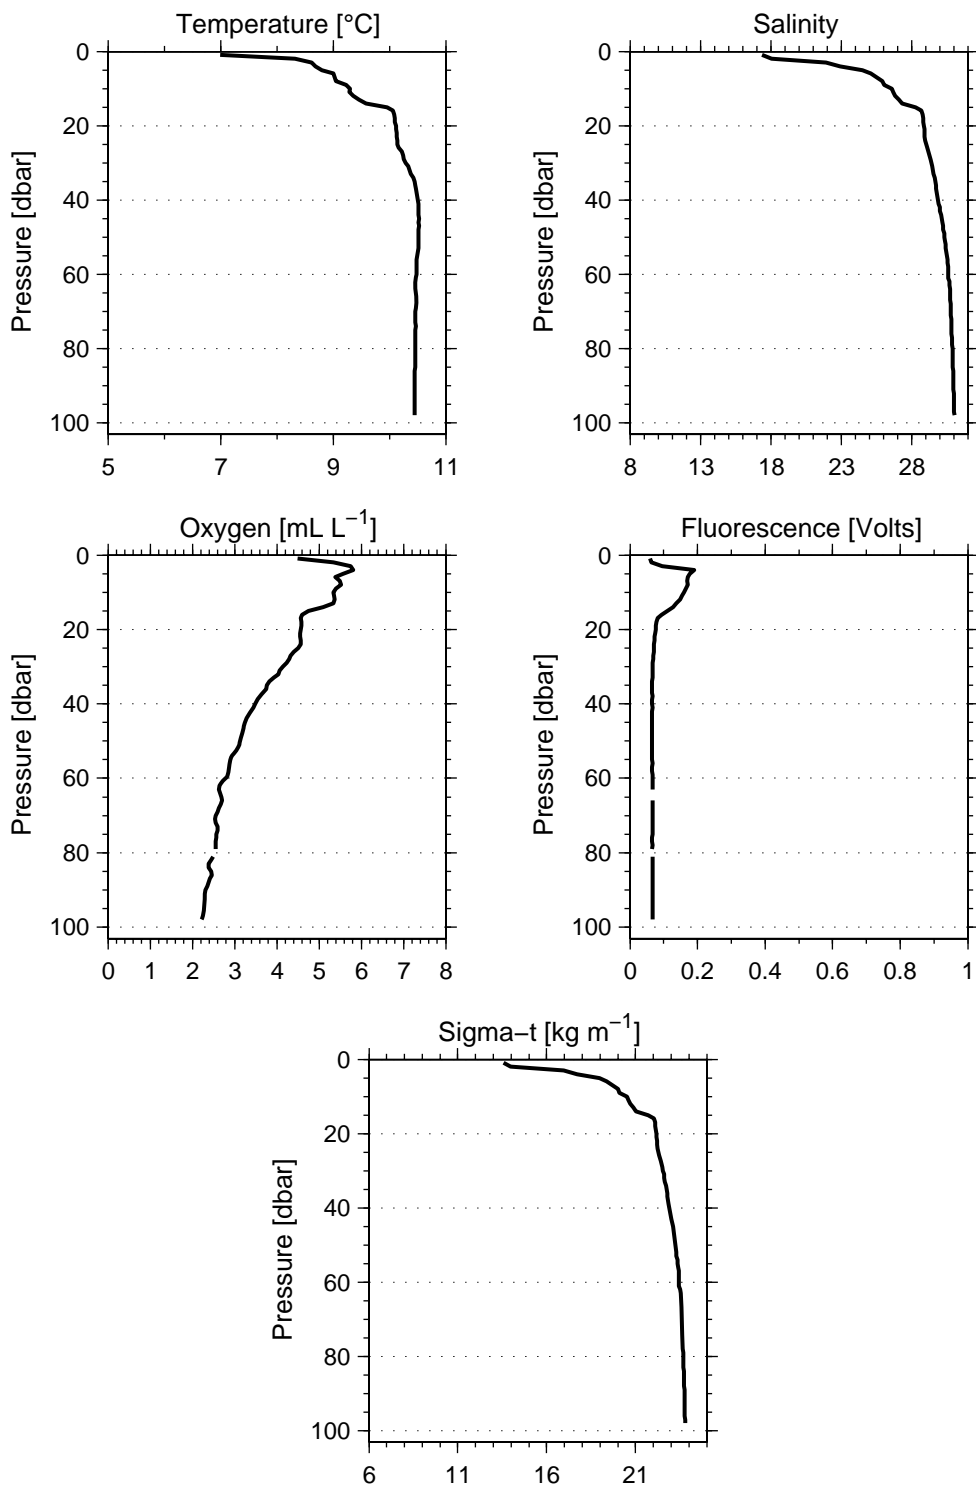 Temperature [°C]
Pressure [dbar]
0
20
40
60
80
100
5 7 9 11
Salinity
Pressure [dbar]
0
20
40
60
80
100
8 13 18 23 28
Oxygen [mL L⁻¹]
Pressure [dbar]
0
20
40
60
80
100
0 1 2 3 4 5 6 7 8
Fluorescence [Volts]
Pressure [dbar]
0
20
40
60
80
100
0 0.2 0.4 0.6 0.8 1
Sigma−t [kg m⁻¹]
Pressure [dbar]
0
20
40
60
80
100
6 11 16 21